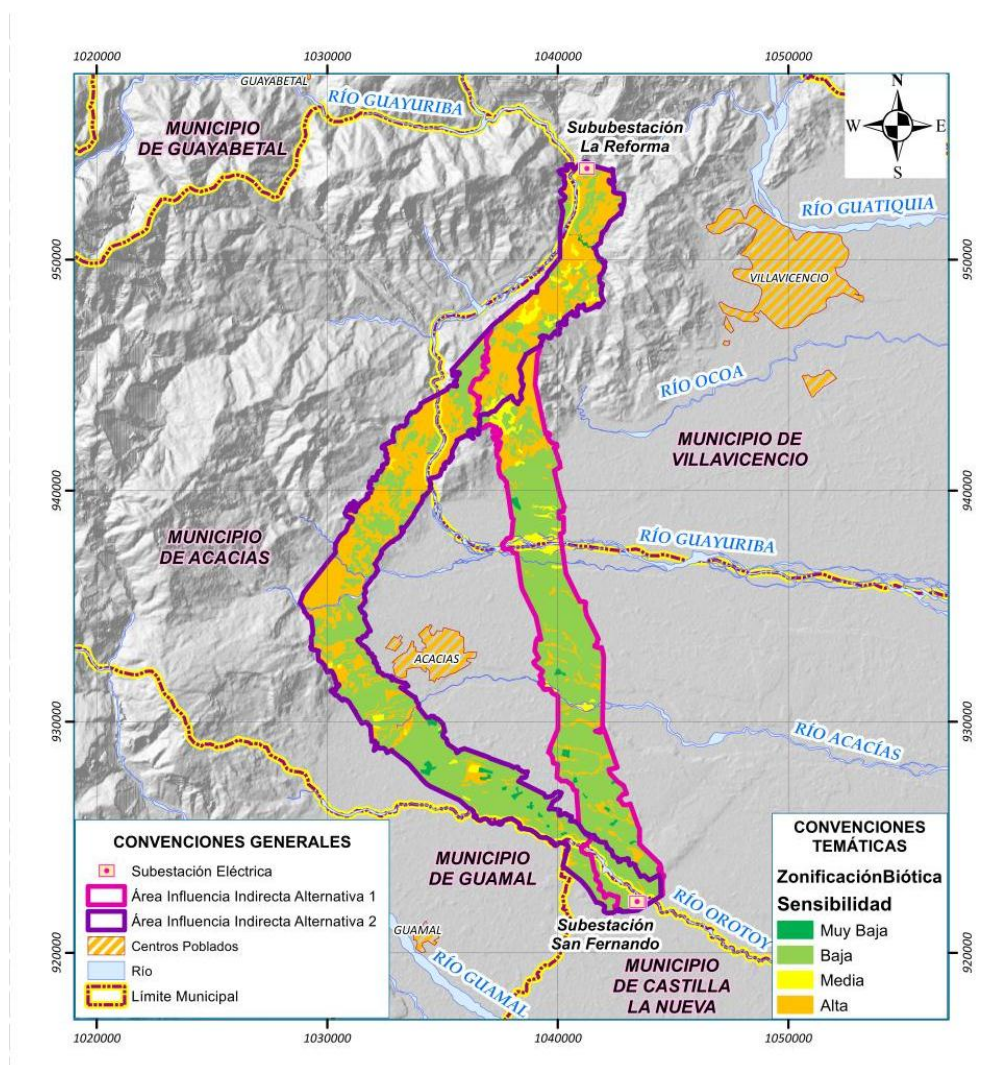 1020000
1030000
1040000
1050000
GUAYABETAL
RÍO GUAYURIBA
MUNICIPIO
DE GUAYABETAL
Sububestación
La Reforma
N
W
E
S
RÍO GUATIQUIA
950000
950000
VILLAVICENCIO
RÍO OCOA
MUNICIPIO DE
VILLAVICENCIO
940000
940000
MUNICIPIO
DE ACACIAS
RÍO GUAYURIBA
ACACIAS
930000
930000
RÍO ACACÍAS
CONVENCIONES GENERALES
Subestación Eléctrica
Área Influencia Indirecta Alternativa 1
Área Influencia Indirecta Alternativa 2
Centros Poblados
Río
Límite Municipal
MUNICIPIO
DE GUAMAL
GUAMAL
RÍO GUAMAL
Subestación
San Fernando
RÍO OROTOY
MUNICIPIO
DE CASTILLA
LA NUEVA
CONVENCIONES
TEMÁTICAS
ZonificaciónBiótica
Sensibilidad
Muy Baja
Baja
Media
Alta
920000
920000
1020000
1030000
1040000
1050000